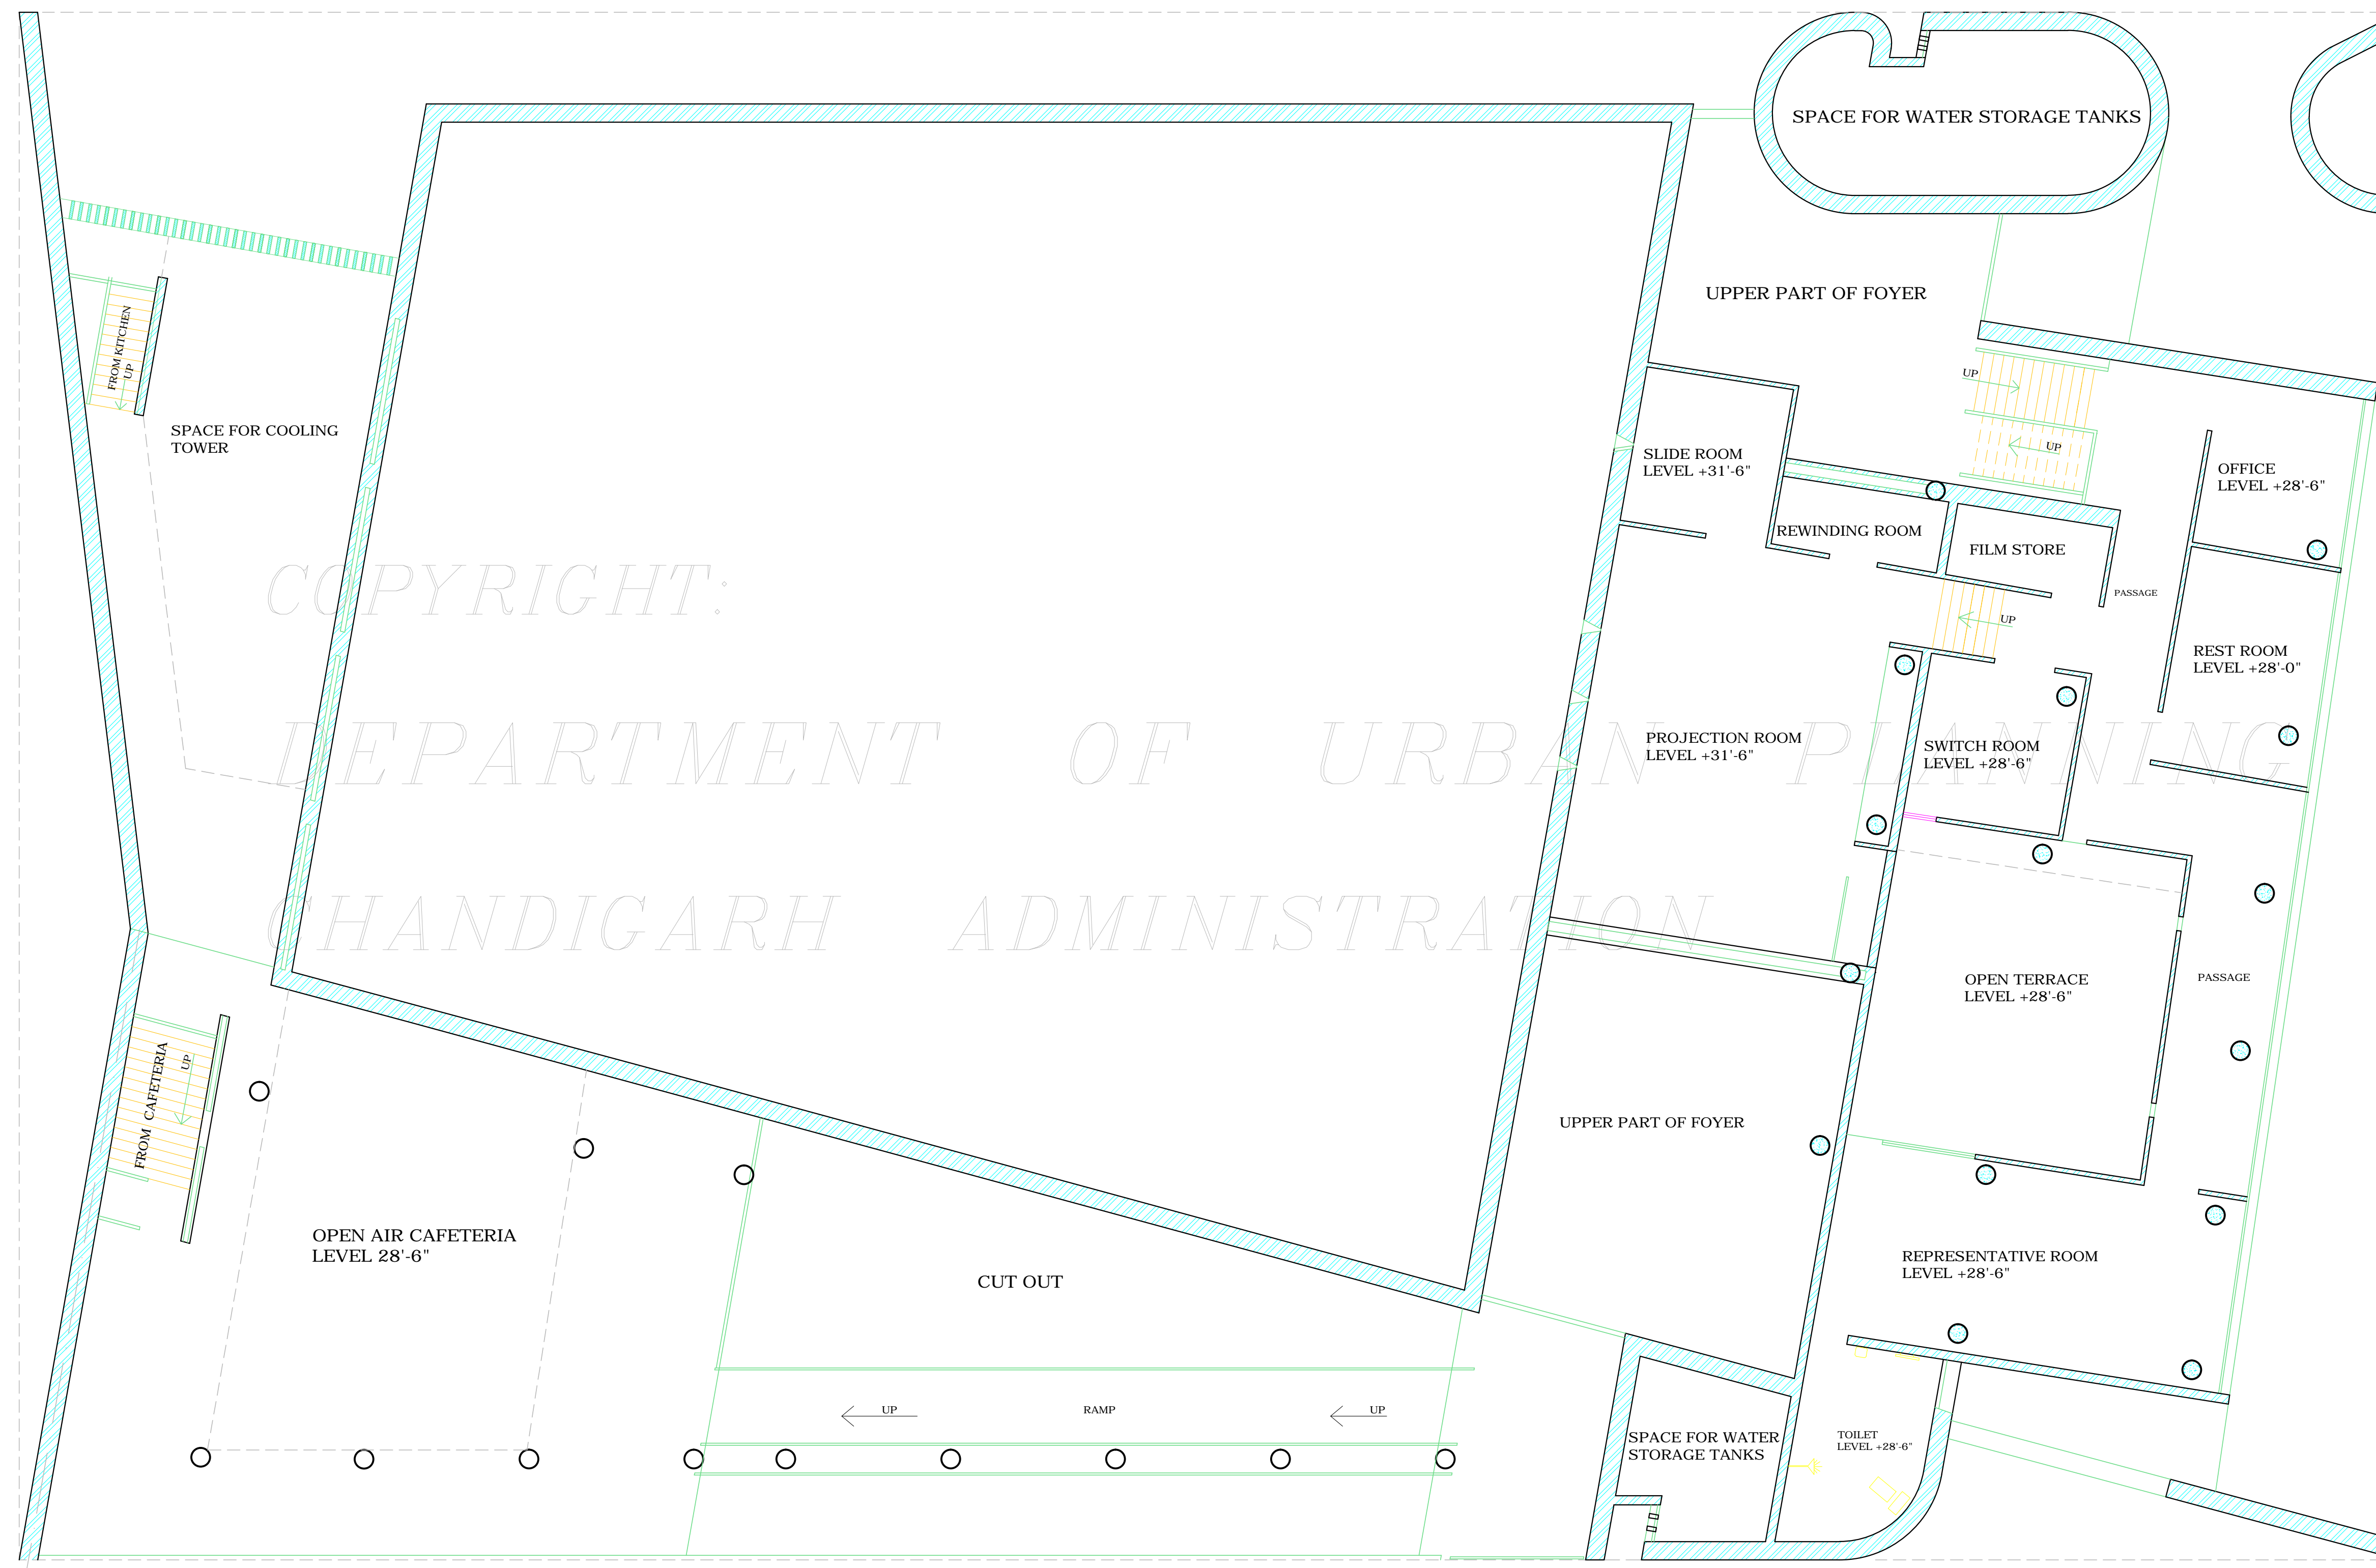 SPACE FOR WATER STORAGE TANKS
UPPER PART OF FOYER
FROM KITCHEN
UP
UP
UP
SPACE FOR COOLING
TOWER
SLIDE ROOM
LEVEL +31'-6"
OFFICE
LEVEL +28'-6"
REWINDING ROOM
FILM STORE
PASSAGE
COPYRIGHT:
UP
REST ROOM
LEVEL +28'-0"
DEPARTMENT OF URBAN PLANNING
PROJECTION ROOM
LEVEL +31'-6"
SWITCH ROOM
LEVEL +28'-6"
CHANDIGARH ADMINISTRATION
OPEN TERRACE
LEVEL +28'-6"
PASSAGE
FROM CAFETERIA
UP
UPPER PART OF FOYER
OPEN AIR CAFETERIA
LEVEL 28'-6"
CUT OUT
REPRESENTATIVE ROOM
LEVEL +28'-6"
UP
RAMP
UP
SPACE FOR WATER
STORAGE TANKS
TOILET
LEVEL +28'-6"